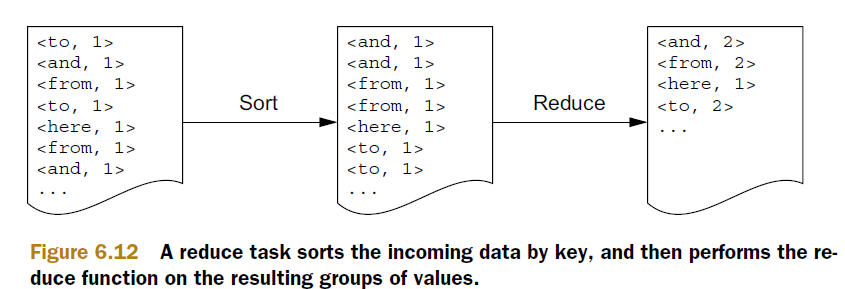 <to, 1>
<and, 1>
<from, 1>
<to, 1>
<here, 1>
<from, 1>
<and, 1>
...
Sort
<and, 1>
<and, 1>
<from, 1>
<from, 1>
<here, 1>
<to, 1>
<to, 1>
...
Reduce
<and, 2>
<from, 2>
<here, 1>
<to, 2>
...
Figure 6.12 A reduce task sorts the incoming data by key, and then performs the re-
duce function on the resulting groups of values.